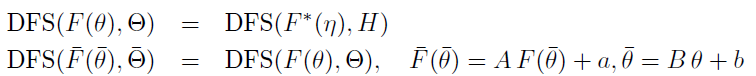 DFS(F(θ), Θ) = DFS(F*(η), H)
DFS(F̄(θ̄), Θ̄) = DFS(F(θ), Θ), F̄(θ̄) = A F(θ̄) + a, θ̄ = B θ + b